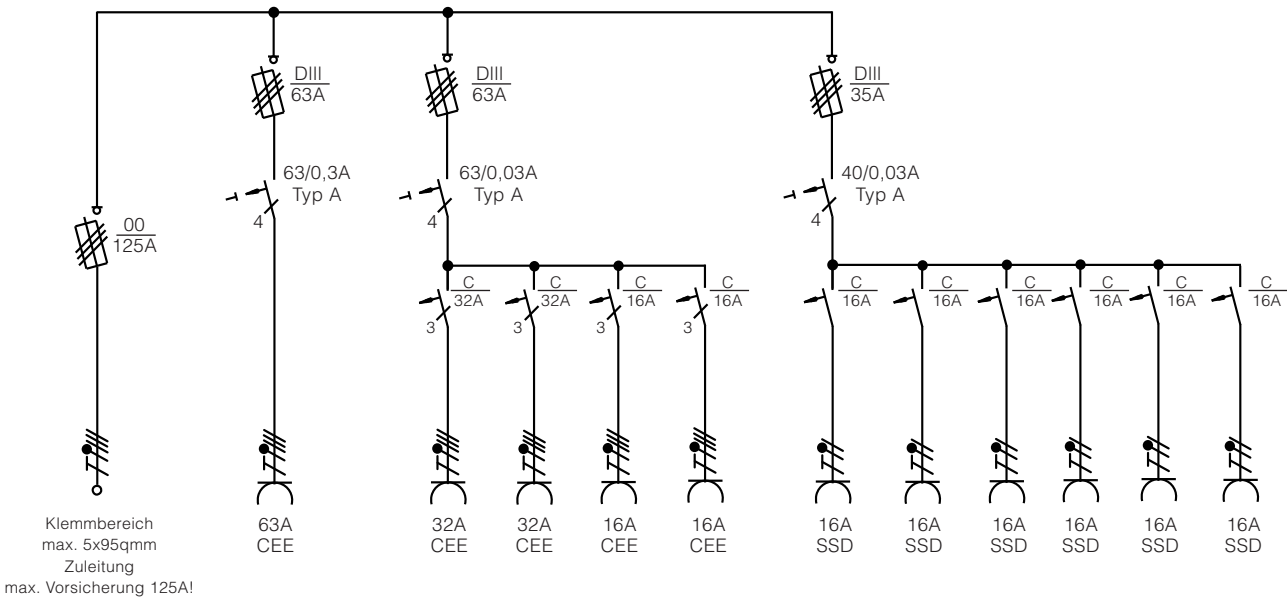 DIII
63A
DIII
63A
DIII
35A
63/0,3A
Typ A
4
63/0,03A
Typ A
4
40/0,03A
Typ A
4
00
125A
C
32A
3
C
32A
3
C
16A
3
C
16A
3
C
16A
C
16A
C
16A
C
16A
C
16A
C
16A
Klemmbereich
max. 5x95qmm
Zuleitung
max. Vorsicherung 125A!
63A
CEE
32A
CEE
32A
CEE
16A
CEE
16A
CEE
16A
SSD
16A
SSD
16A
SSD
16A
SSD
16A
SSD
16A
SSD